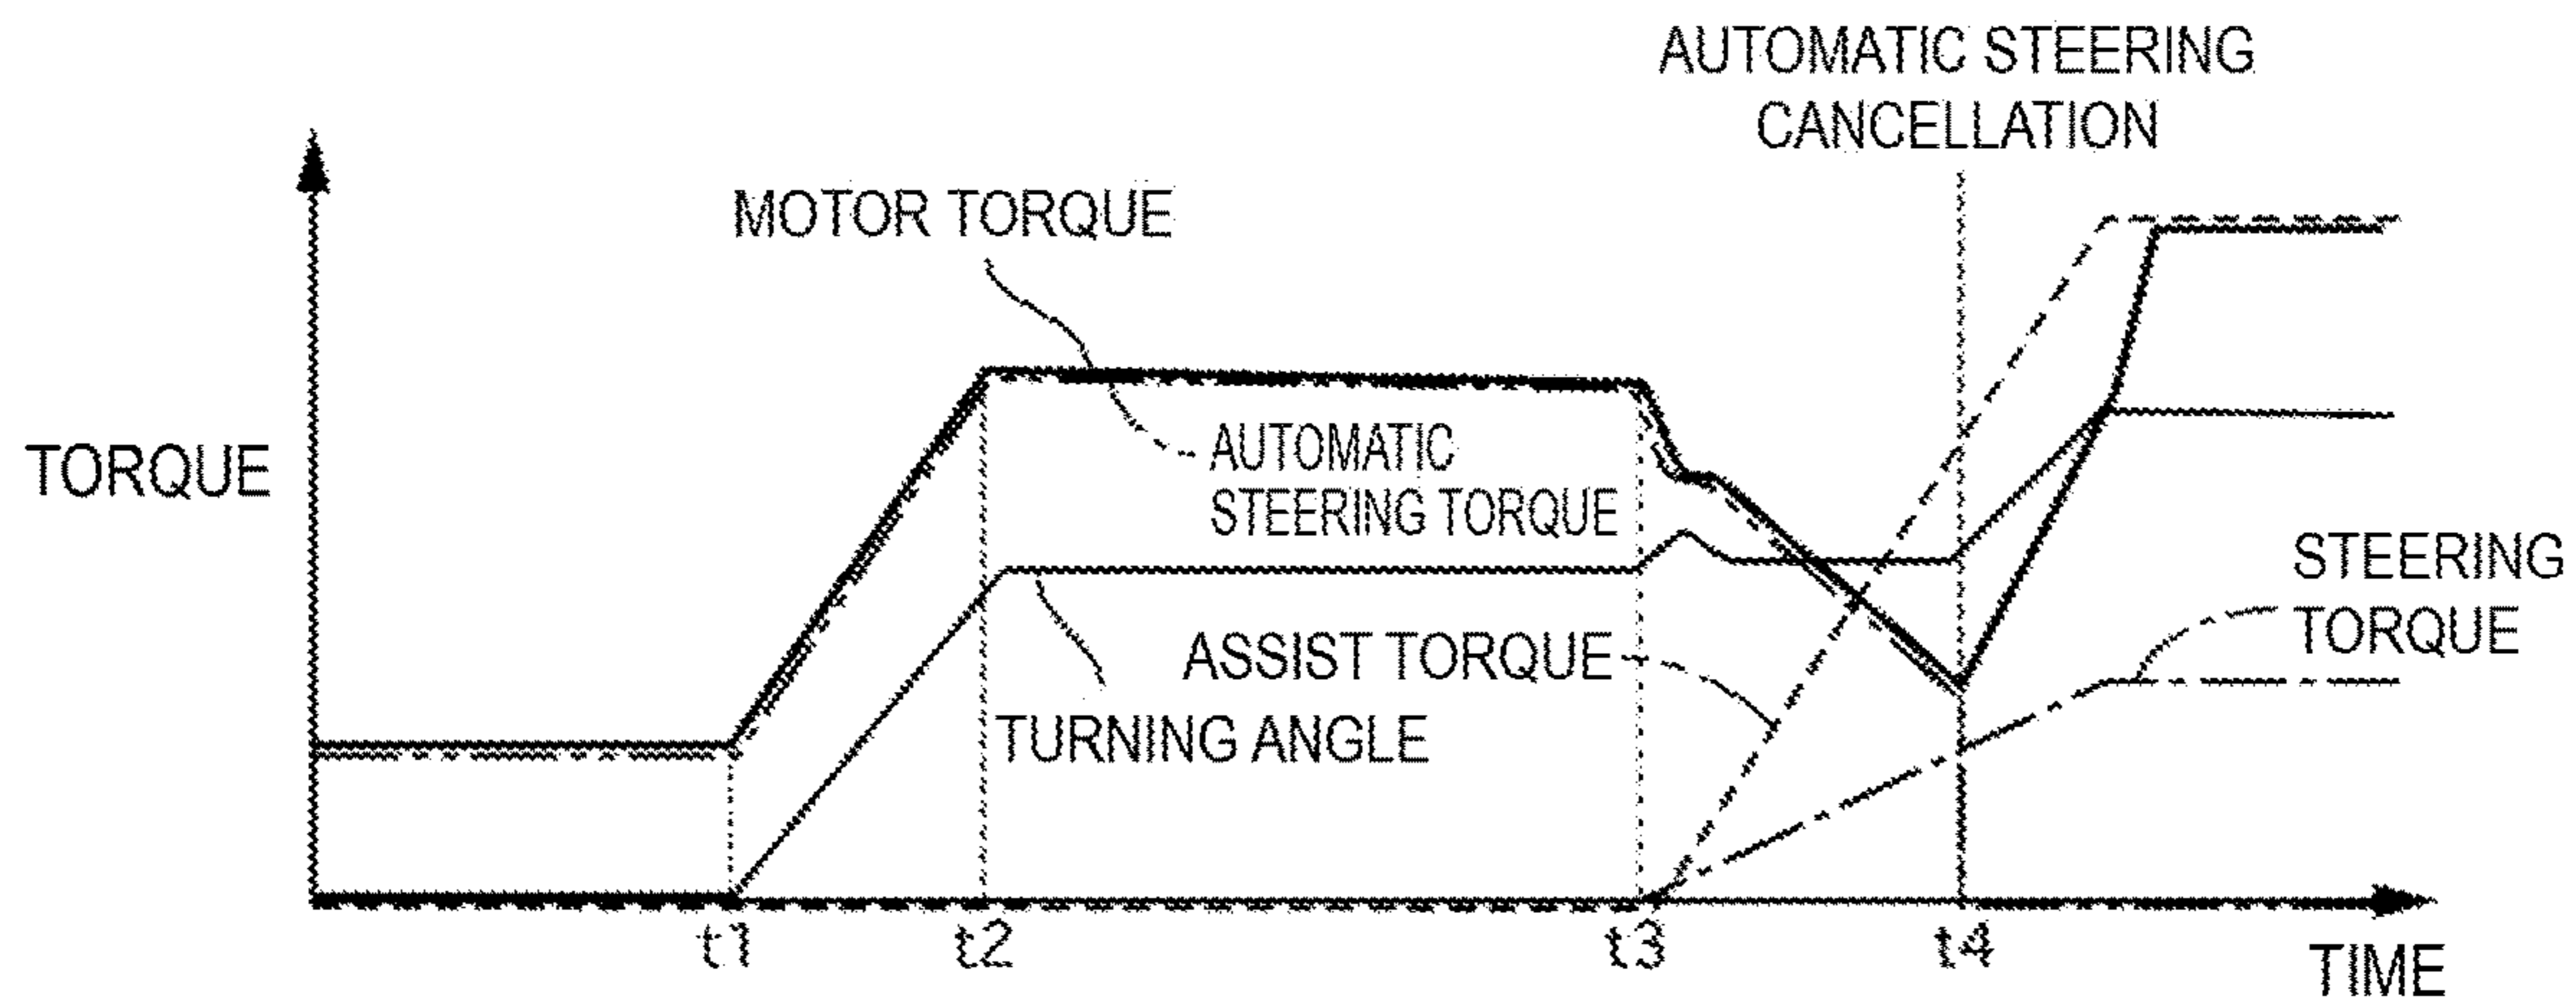 AUTOMATIC STEERING
CANCELLATION
MOTOR TORQUE
TORQUE
AUTOMATIC
STEERING TORQUE
STEERING
TORQUE
ASSIST TORQUE
TURNING ANGLE
t1
t2
t3
t4
TIME